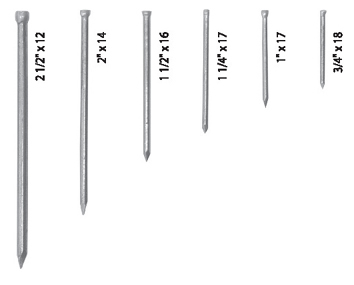 2 1/2" x 12
2" x 14
1 1/2" x 16
1 1/4" x 17
1" x 17
3/4" x 18